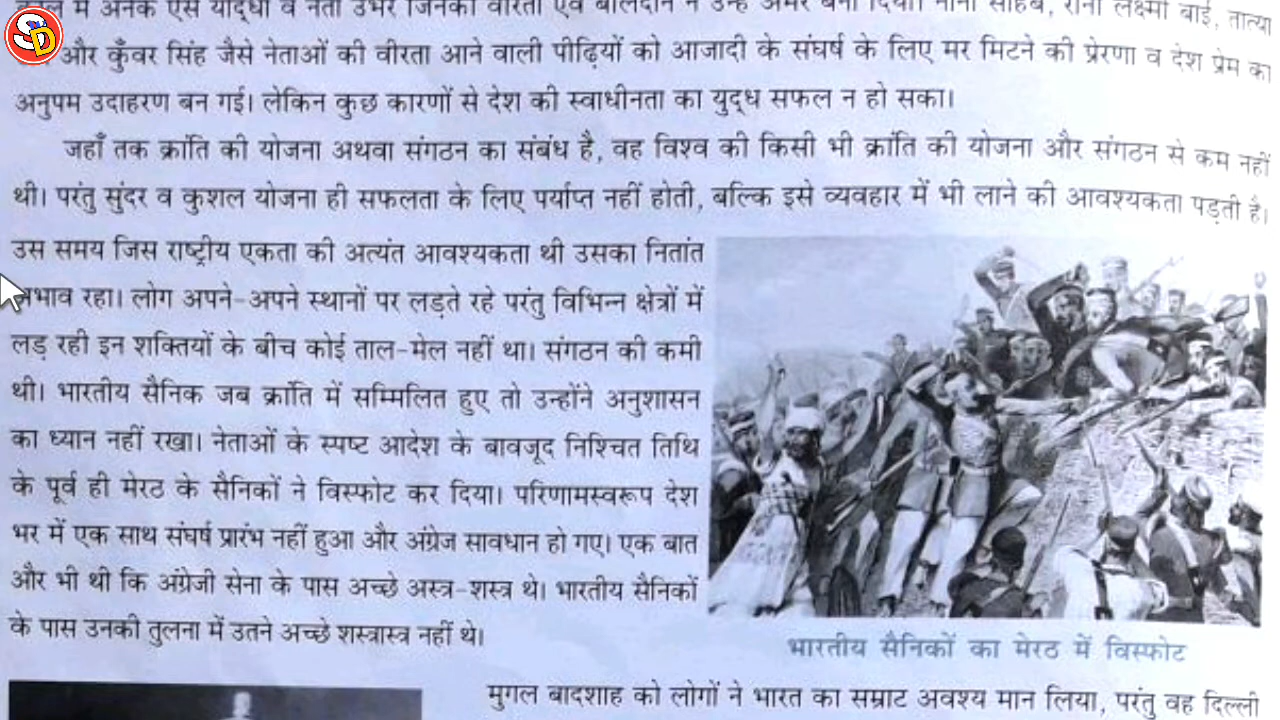 में अनेक ऐसे योद्धा व नेता उभरे जिनकी वीरता एवं बलिदान ने उन्हें अमर बना दिया। नाना साहिब, रानी लक्ष्मी बाई, तात्या
और कुँवर सिंह जैसे नेताओं की वीरता आने वाली पीढ़ियों को आजादी के संघर्ष के लिए मर मिटने की प्रेरणा व देश प्रेम का
अनुपम उदाहरण बन गई। लेकिन कुछ कारणों से देश की स्वाधीनता का युद्ध सफल न हो सका।
जहाँ तक क्रांति की योजना अथवा संगठन का संबंध है, वह विश्व की किसी भी क्रांति की योजना और संगठन से कम नहीं
थी। परंतु सुंदर व कुशल योजना ही सफलता के लिए पर्याप्त नहीं होती, बल्कि इसे व्यवहार में भी लाने की आवश्यकता पड़ती है।
उस समय जिस राष्ट्रीय एकता की अत्यंत आवश्यकता थी उसका नितांत
अभाव रहा। लोग अपने-अपने स्थानों पर लड़ते रहे परंतु विभिन्न क्षेत्रों में
लड़ रही इन शक्तियों के बीच कोई ताल-मेल नहीं था। संगठन की कमी
थी। भारतीय सैनिक जब क्रांति में सम्मिलित हुए तो उन्होंने अनुशासन
का ध्यान नहीं रखा। नेताओं के स्पष्ट आदेश के बावजूद निश्चित तिथि
के पूर्व ही मेरठ के सैनिकों ने विस्फोट कर दिया। परिणामस्वरूप देश
भर में एक साथ संघर्ष प्रारंभ नहीं हुआ और अंग्रेज सावधान हो गए। एक बात
और भी थी कि अंग्रेजी सेना के पास अच्छे अस्त्र-शस्त्र थे। भारतीय सैनिकों
के पास उनकी तुलना में उतने अच्छे शस्त्रास्त्र नहीं थे।
भारतीय सैनिकों का मेरठ में विस्फोट
मुगल बादशाह को लोगों ने भारत का सम्राट अवश्य मान लिया, परंतु वह दिल्ली
SD